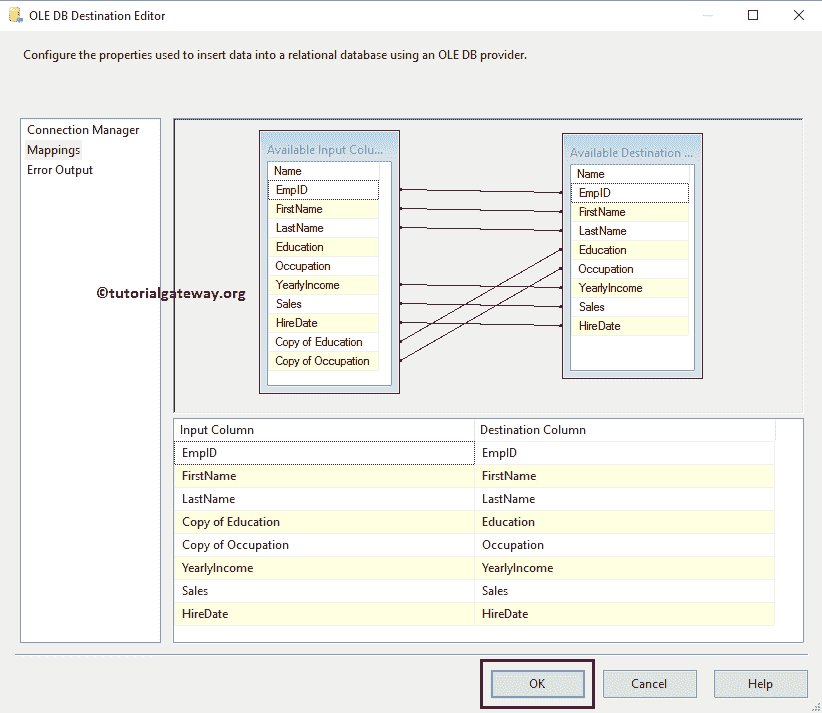 OLE DB Destination Editor
Configure the properties used to insert data into a relational database using an OLE DB provider.
Connection Manager
Mappings
Error Output
Available Input Colu...
Name
EmpID
FirstName
LastName
Education
Occupation
YearlyIncome
Sales
HireDate
Copy of Education
Copy of Occupation
Available Destination ...
Name
EmpID
FirstName
LastName
Education
Occupation
YearlyIncome
Sales
HireDate
©tutorialgateway.org
Input Column Destination Column
EmpID EmpID
FirstName FirstName
LastName LastName
Copy of Education Education
Copy of Occupation Occupation
YearlyIncome YearlyIncome
Sales Sales
HireDate HireDate
OK Cancel Help